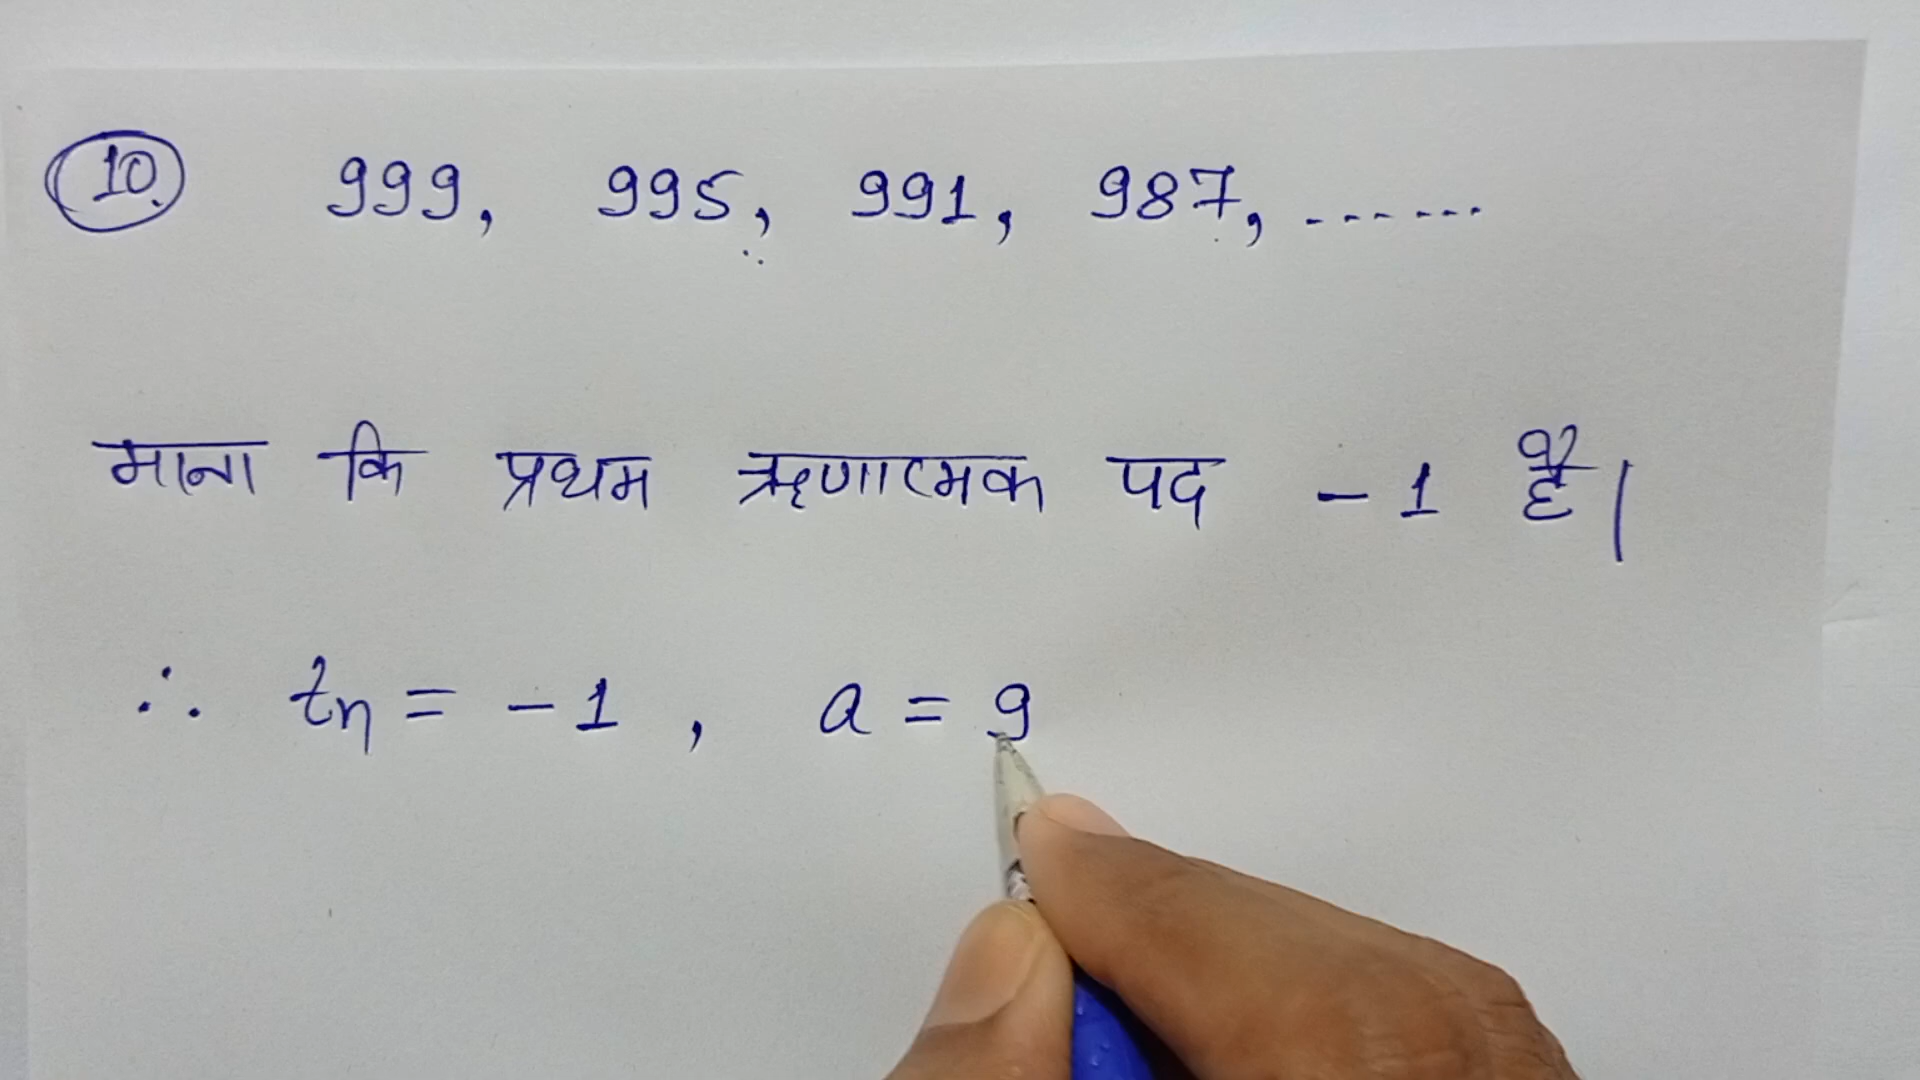 10. 999, 995, 991, 987, .......
माना कि प्रथम ऋणात्मक पद - 1 है।
∴ tn = - 1 , a = 9